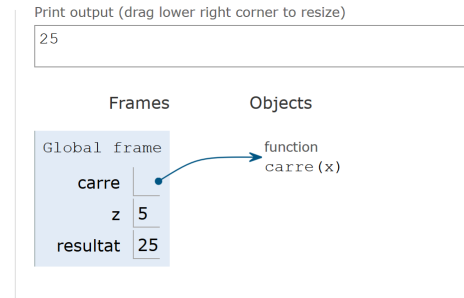 Print output (drag lower right corner to resize)
25
Frames Objects
Global frame
function
carre(x)
carre
z 5
resultat 25